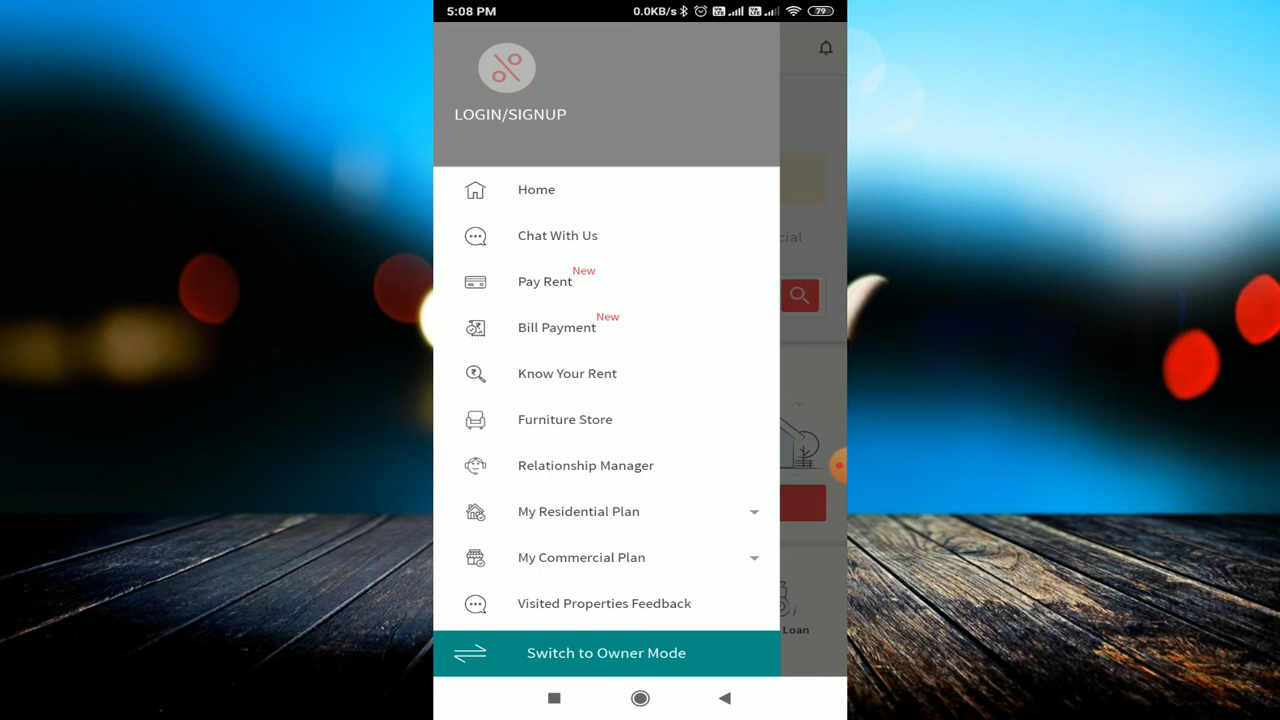 5:08 PM
0.0KB/s
79
LOGIN/SIGNUP
Home
Chat With Us
Pay Rent New
Bill Payment New
Know Your Rent
Furniture Store
Relationship Manager
My Residential Plan
My Commercial Plan
Visited Properties Feedback
Switch to Owner Mode
cial
Loan